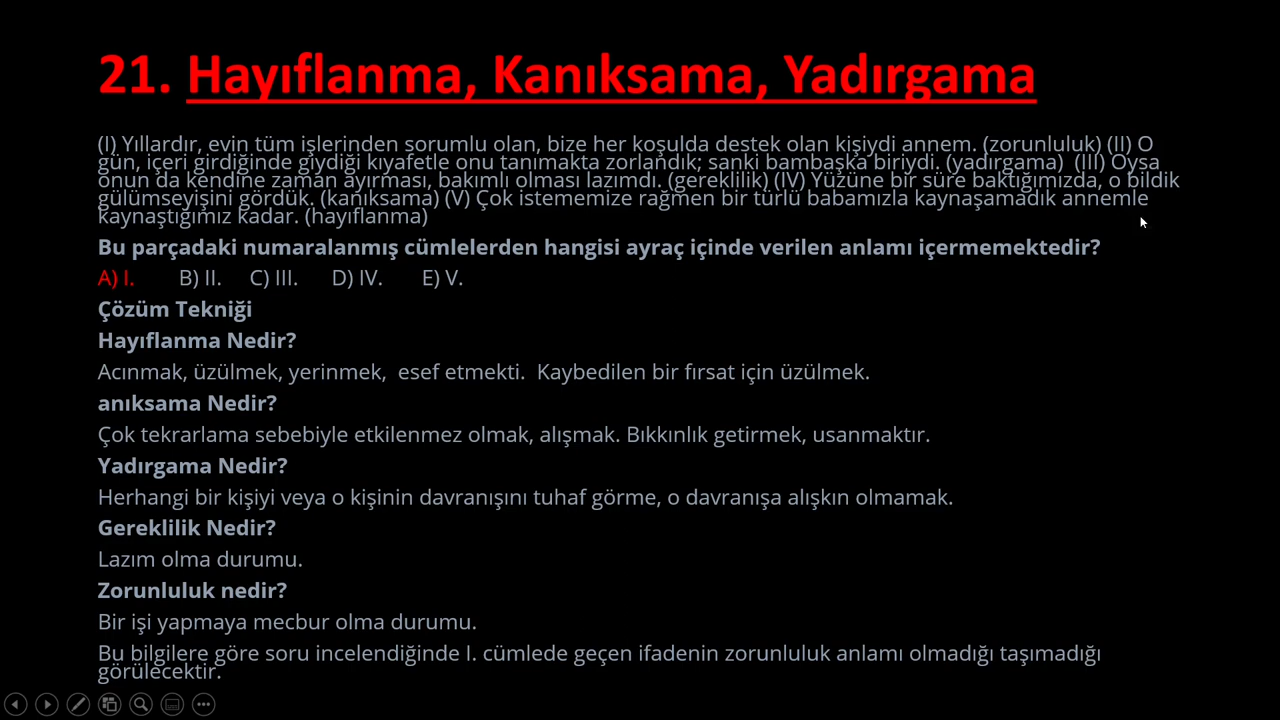 21. Hayıflanma, Kanıksama, Yadırgama
(I) Yıllardır, evin tüm işlerinden sorumlu olan, bize her koşulda destek olan kişiydi annem. (zorunluluk) (II) O
gün, içeri girdiğinde giydiği kıyafetle onu tanımakta zorlandık; sanki bambaşka biriydi. (yadırgama) (III) Oysa
onun da kendine zaman ayırması, bakımlı olması lazımdı. (gereklilik) (IV) Yüzüne bir süre baktığımızda, o bildik
gülümseyişini gördük. (kanıksama) (V) Çok istememize rağmen bir türlü babamızla kaynaşamadık annemle
kaynaştığımız kadar. (hayıflanma)
Bu parçadaki numaralanmış cümlelerden hangisi ayraç içinde verilen anlamı içermemektedir?
A) I. B) II. C) III. D) IV. E) V.
Çözüm Tekniği
Hayıflanma Nedir?
Acınmak, üzülmek, yerinmek, esef etmekti. Kaybedilen bir fırsat için üzülmek.
anıksama Nedir?
Çok tekrarlama sebebiyle etkilenmez olmak, alışmak. Bıkkınlık getirmek, usanmaktır.
Yadırgama Nedir?
Herhangi bir kişiyi veya o kişinin davranışını tuhaf görme, o davranışa alışkın olmamak.
Gereklilik Nedir?
Lazım olma durumu.
Zorunluluk nedir?
Bir işi yapmaya mecbur olma durumu.
Bu bilgilere göre soru incelendiğinde I. cümlede geçen ifadenin zorunluluk anlamı olmadığı taşımadığı
görülecektir.